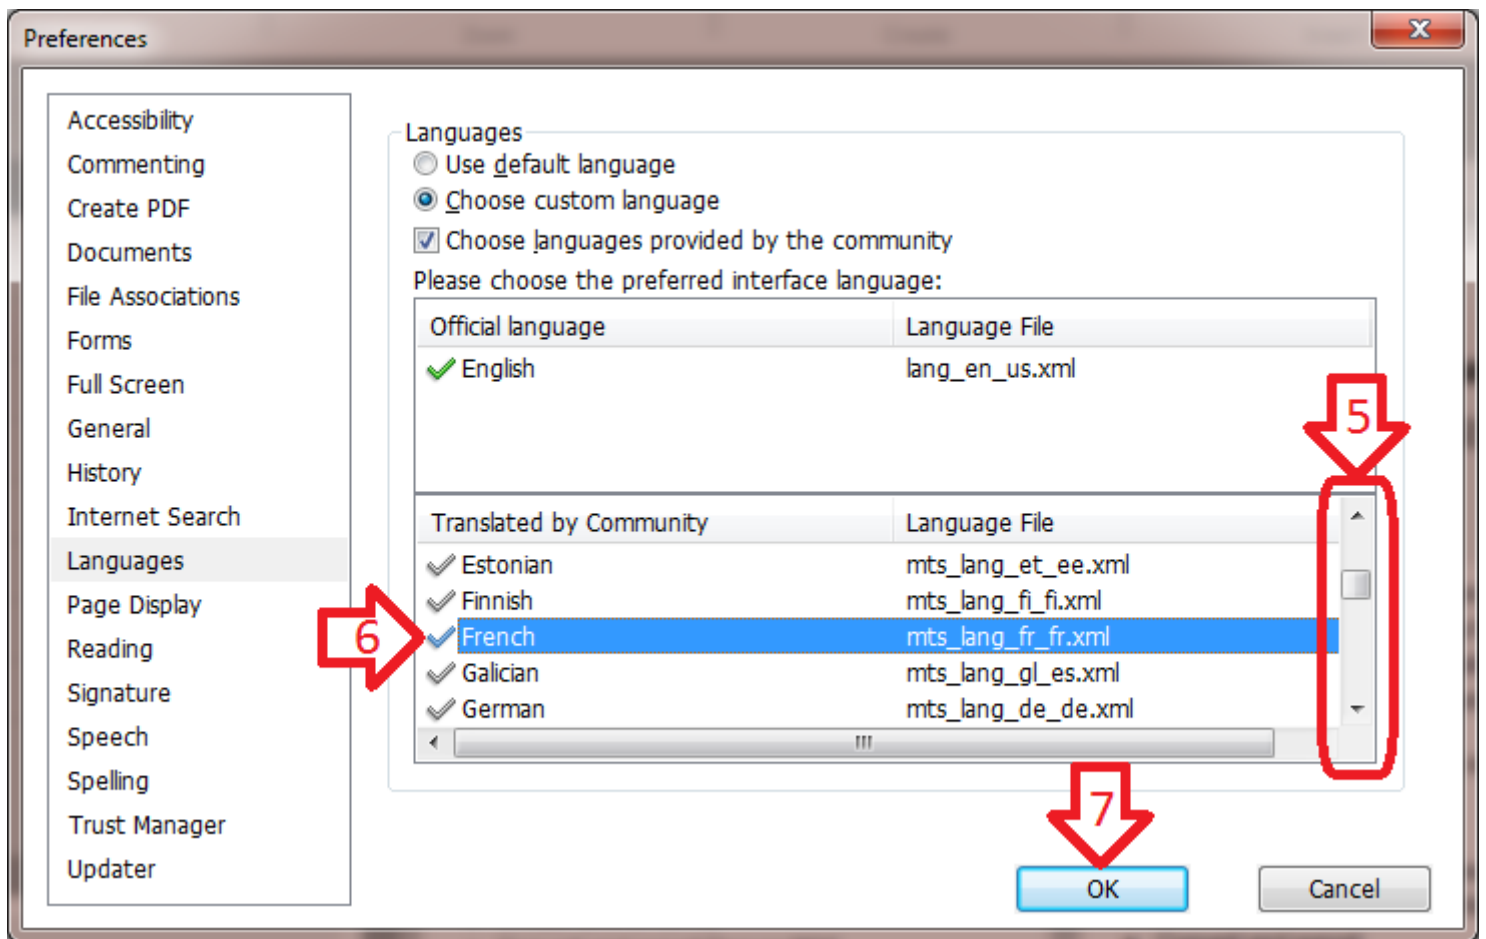 Preferences
x
Accessibility
Commenting
Create PDF
Documents
File Associations
Forms
Full Screen
General
History
Internet Search
Languages
Page Display
Reading
Signature
Speech
Spelling
Trust Manager
Updater
Languages
Use default language
Choose custom language
Choose languages provided by the community
Please choose the preferred interface language:
Official language Language File
English lang_en_us.xml
5
Translated by Community Language File
Estonian mts_lang_et_ee.xml
Finnish mts_lang_fi_fi.xml
6 French mts_lang_fr_fr.xml
Galician mts_lang_gl_es.xml
German mts_lang_de_de.xml
7
OK Cancel